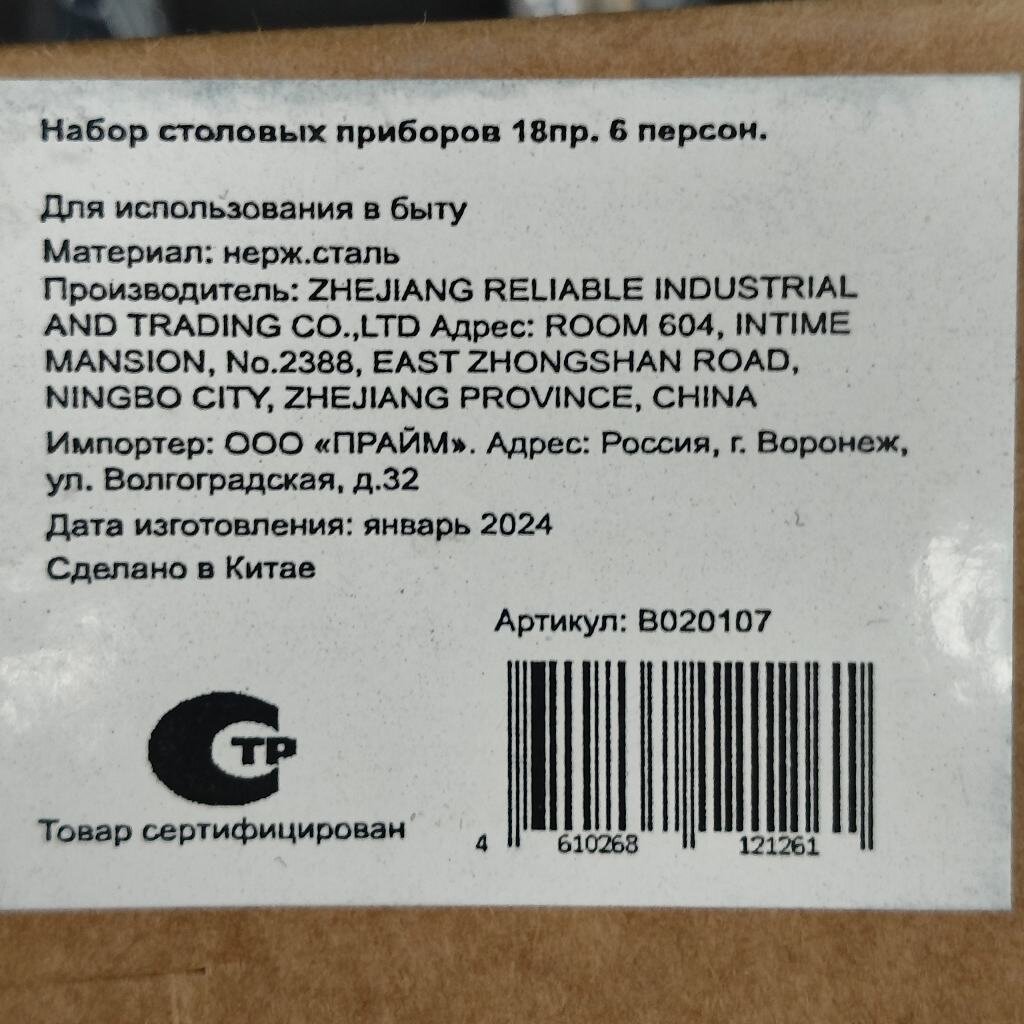 Набор столовых приборов 18пр. 6 персон.
Для использования в быту
Материал: нерж.сталь
Производитель: ZHEJIANG RELIABLE INDUSTRIAL
AND TRADING CO.,LTD Адрес: ROOM 604, INTIME
MANSION, No.2388, EAST ZHONGSHAN ROAD,
NINGBO CITY, ZHEJIANG PROVINCE, CHINA
Импортер: ООО «ПРАЙМ». Адрес: Россия, г. Воронеж,
ул. Волгоградская, д.32
Дата изготовления: январь 2024
Сделано в Китае
Артикул: B020107
СТР
Товар сертифицирован
4 610268 121261